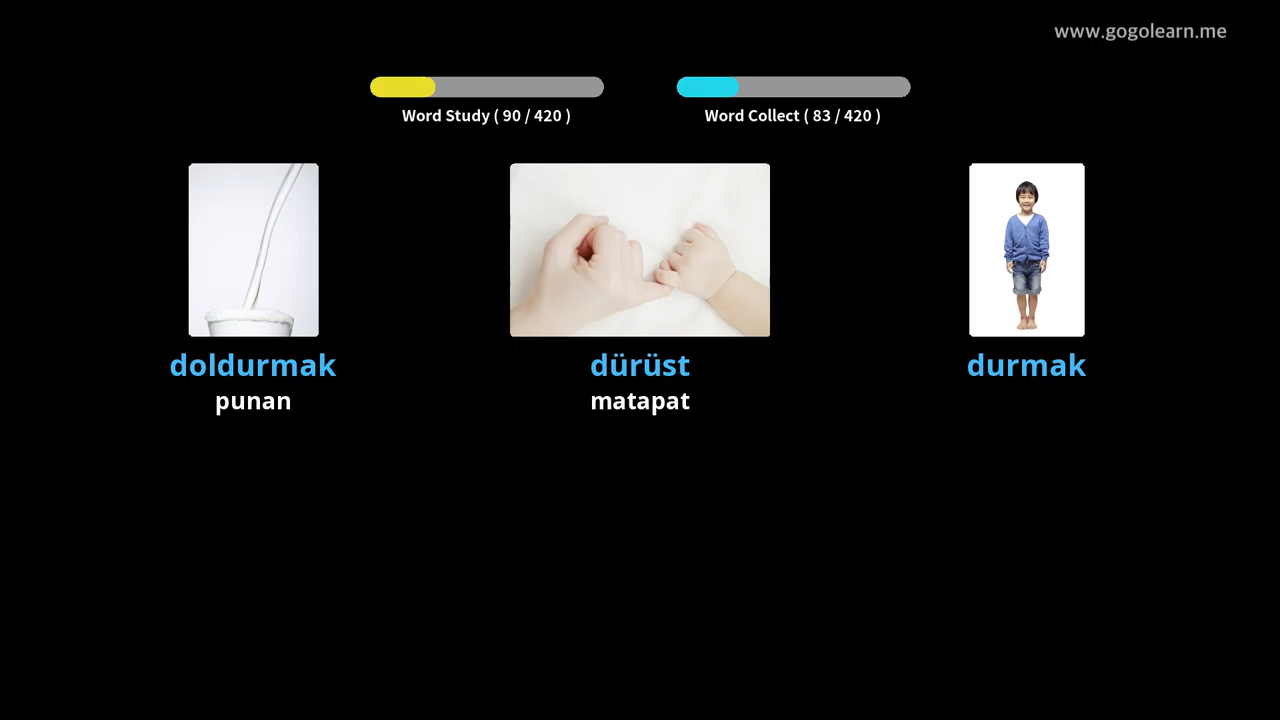 www.gogolearn.me
Word Study ( 90 / 420 )
Word Collect ( 83 / 420 )
doldurmak
punan
dürüst
matapat
durmak